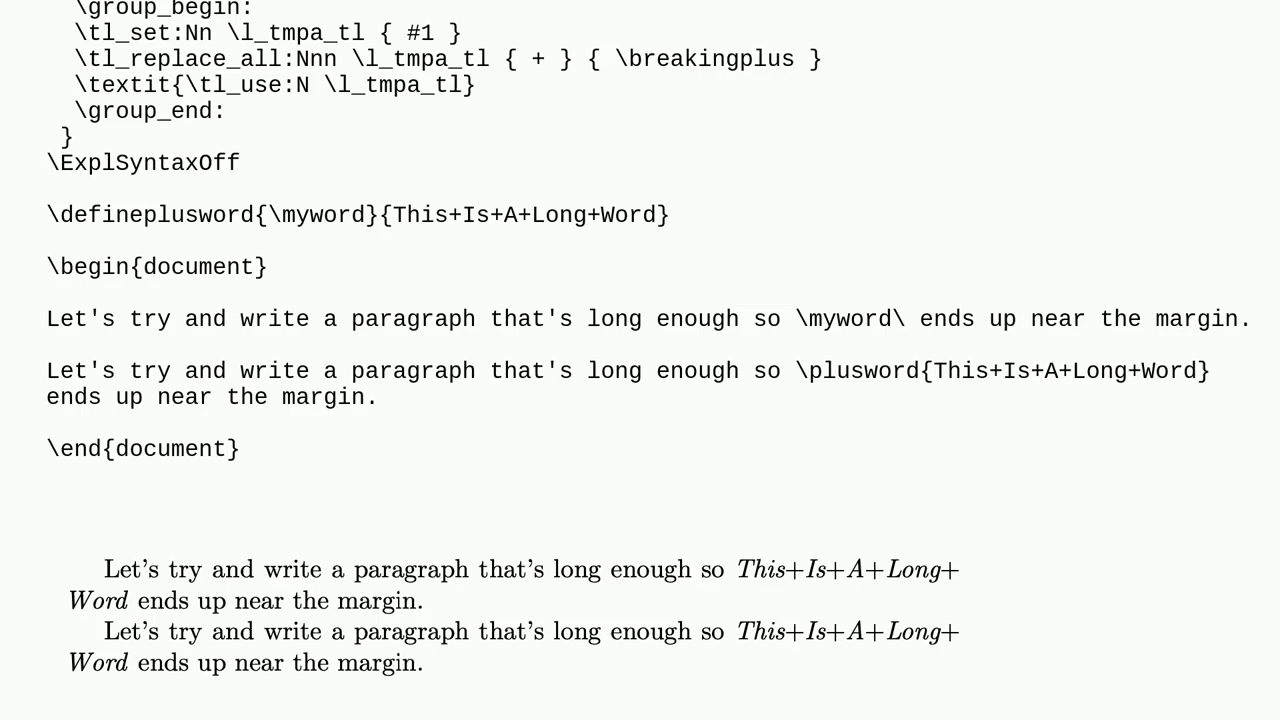 \group_begin:
\tl_set:Nn \l_tmpa_tl { #1 }
\tl_replace_all:Nnn \l_tmpa_tl { + } { \breakingplus }
\textit{\tl_use:N \l_tmpa_tl}
\group_end:
}
\ExplSyntaxOff
\defineplusword{\myword}{This+Is+A+Long+Word}
\begin{document}
Let's try and write a paragraph that's long enough so \myword\ ends up near the margin.
Let's try and write a paragraph that's long enough so \plusword{This+Is+A+Long+Word}
ends up near the margin.
\end{document}
Let’s try and write a paragraph that’s long enough so This+Is+A+Long+
Word ends up near the margin.
Let’s try and write a paragraph that’s long enough so This+Is+A+Long+
Word ends up near the margin.